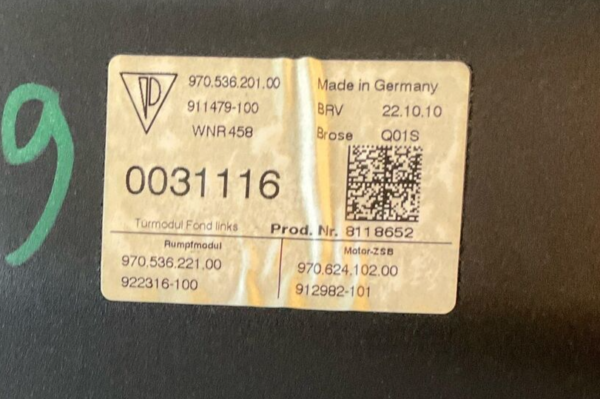 9
970.536.201.00
911479-100
WNR 458
Made in Germany
BRV 22.10.10
Brose Q01S
0031116
Türmodul Fond links
Prod. Nr. 8118652
Rumpfmodul
970.536.221.00
922316-100
Motor-ZSB
970.624.102.00
912982-101